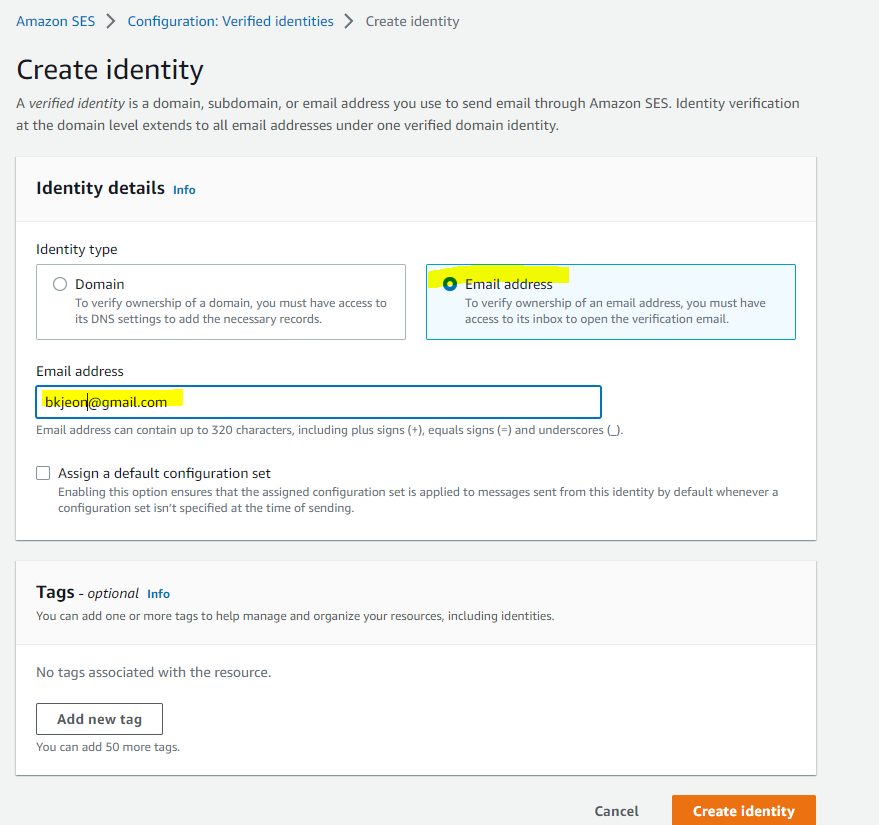 Amazon SES > Configuration: Verified identities > Create identity
Create identity
A verified identity is a domain, subdomain, or email address you use to send email through Amazon SES. Identity verification
at the domain level extends to all email addresses under one verified domain identity.
Identity details Info
Identity type
Domain
To verify ownership of a domain, you must have access to
its DNS settings to add the necessary records.
Email address
To verify ownership of an email address, you must have
access to its inbox to open the verification email.
Email address
bkjeon@gmail.com
Email address can contain up to 320 characters, including plus signs (+), equals signs (=) and underscores (_).
Assign a default configuration set
Enabling this option ensures that the assigned configuration set is applied to messages sent from this identity by default whenever a
configuration set isn't specified at the time of sending.
Tags - optional Info
You can add one or more tags to help manage and organize your resources, including identities.
No tags associated with the resource.
Add new tag
You can add 50 more tags.
Cancel Create identity